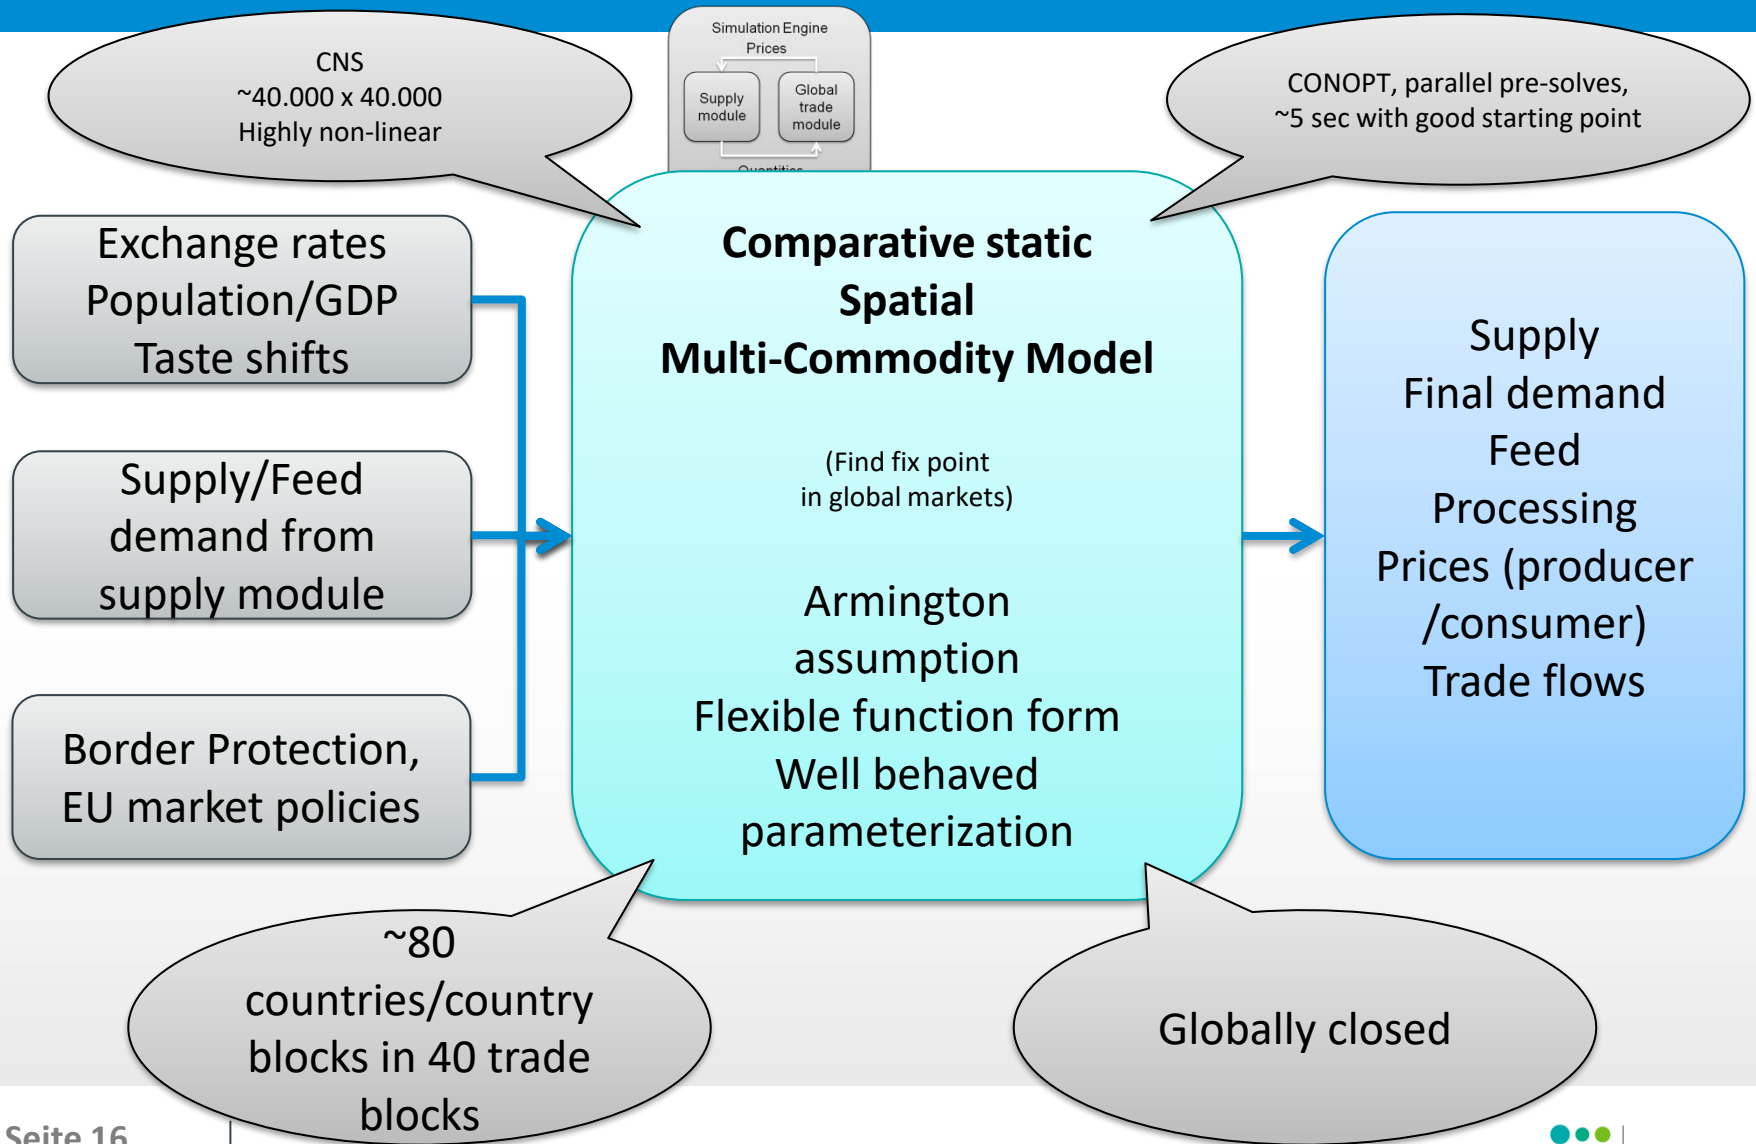 Simulation Engine
Prices
Supply
module
Global
trade
module
Quantities
CNS
~40.000 x 40.000
Highly non-linear
CONOPT, parallel pre-solves,
~5 sec with good starting point
Exchange rates
Population/GDP
Taste shifts
Supply/Feed
demand from
supply module
Border Protection,
EU market policies
Comparative static
Spatial
Multi-Commodity Model
(Find fix point
in global markets)
Armington
assumption
Flexible function form
Well behaved
parameterization
Supply
Final demand
Feed
Processing
Prices (producer
/consumer)
Trade flows
~80
countries/country
blocks in 40 trade
blocks
Globally closed
Seite 16